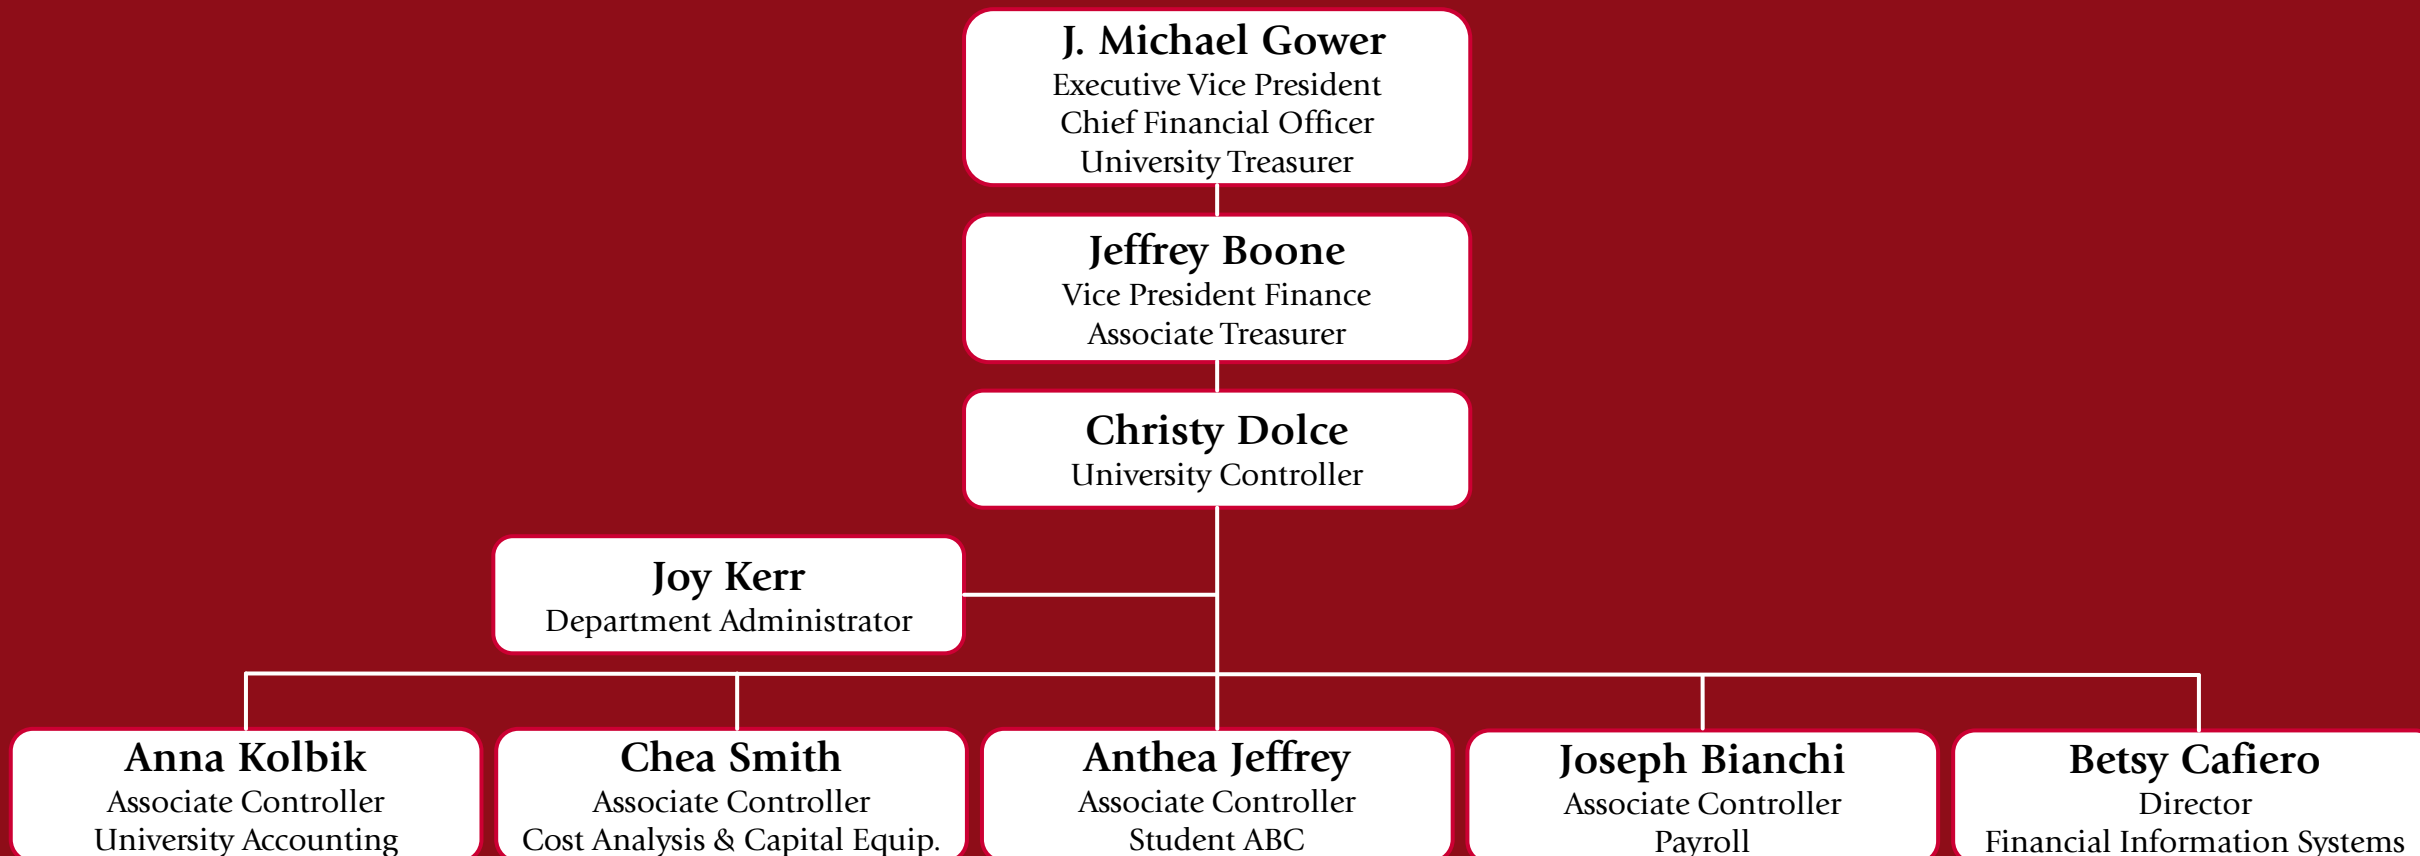 J. Michael Gower
Executive Vice President
Chief Financial Officer
University Treasurer
Jeffrey Boone
Vice President Finance
Associate Treasurer
Christy Dolce
University Controller
Joy Kerr
Department Administrator
Anna Kolbik
Associate Controller
University Accounting
Chea Smith
Associate Controller
Cost Analysis & Capital Equip.
Anthea Jeffrey
Associate Controller
Student ABC
Joseph Bianchi
Associate Controller
Payroll
Betsy Cafiero
Director
Financial Information Systems